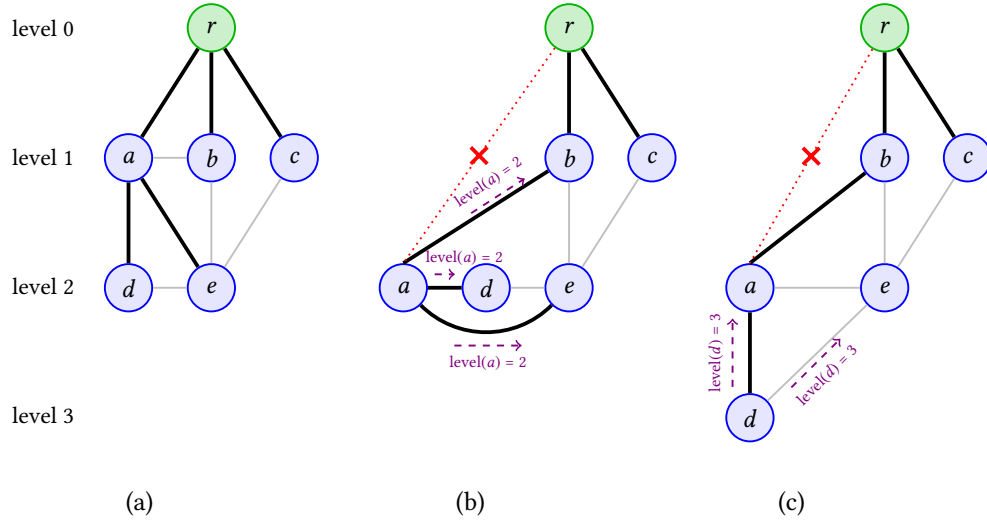 level 0
r
r
r
level 1
a
b
c
b
c
b
c
level(a) = 2
level(a) = 2
level 2
d
e
a
d
e
a
e
level(a) = 2
level(d) = 3
level(d) = 3
level 3
d
(a)
(b)
(c)